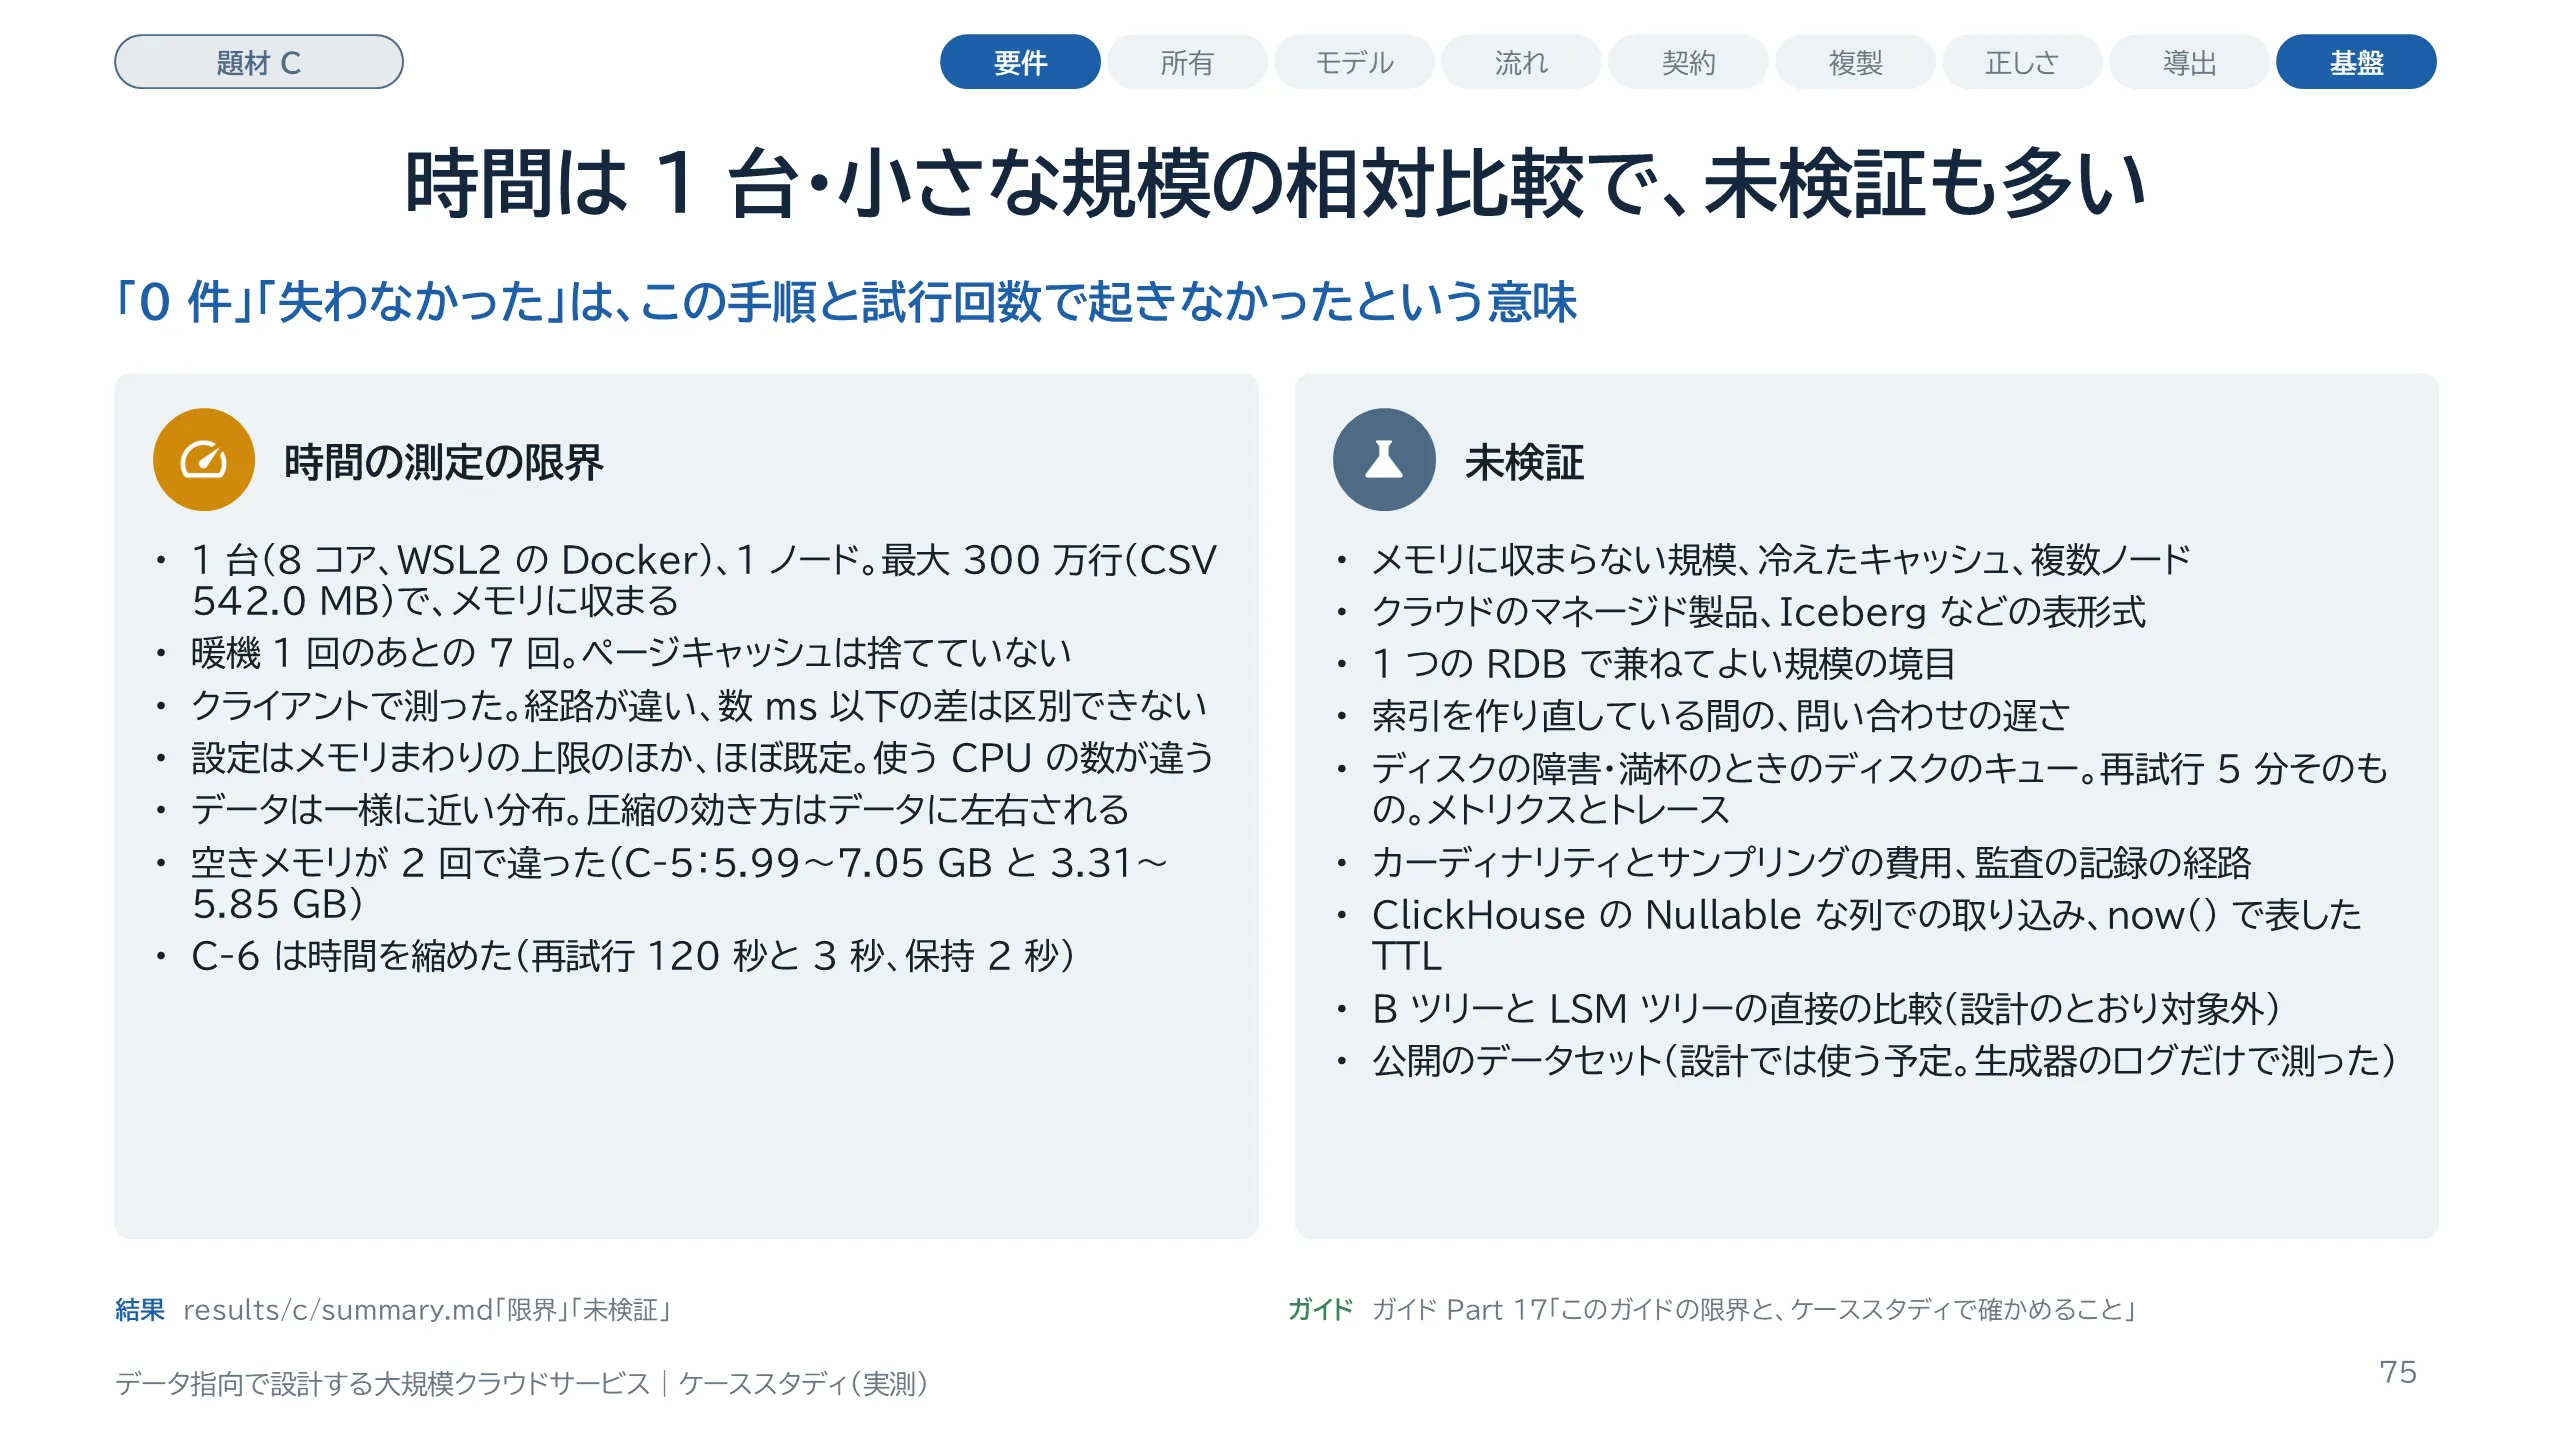 題材 C
要件
所有
モデル
流れ
契約
複製
正しさ
導出
基盤
時間は 1 台・小さな規模の相対比較で、未検証も多い
「0 件」「失わなかった」は、この手順と試行回数で起きなかったという意味
時間の測定の限界
・ 1 台（8 コア、WSL2 の Docker）、1 ノード。最大 300 万行（CSV
542.0 MB）で、メモリに収まる
・ 暖機 1 回のあとの 7 回。ページキャッシュは捨てていない
・ クライアントで測った。経路が違い、数 ms 以下の差は区別できない
・ 設定はメモリまわりの上限のほか、ほぼ既定。使う CPU の数が違う
・ データは一様に近い分布。圧縮の効き方はデータに左右される
・ 空きメモリが 2 回で違った（C-5：5.99〜7.05 GB と 3.31〜
5.85 GB）
・ C-6 は時間を縮めた（再試行 120 秒と 3 秒、保持 2 秒）
未検証
・ メモリに収まらない規模、冷えたキャッシュ、複数ノード
・ クラウドのマネージド製品、Iceberg などの表形式
・ 1 つの RDB で兼ねてよい規模の境目
・ 索引を作り直している間の、問い合わせの遅さ
・ ディスクの障害・満杯のときのディスクのキュー。再試行 5 分そのも
の。メトリクスとトレース
・ カーディナリティとサンプリングの費用、監査の記録の経路
・ ClickHouse の Nullable な列での取り込み、now() で表した
TTL
・ B ツリーと LSM ツリーの直接の比較（設計のとおり対象外）
・ 公開のデータセット（設計では使う予定。生成器のログだけで測った）
結果 results/c/summary.md「限界」「未検証」
ガイド ガイド Part 17「このガイドの限界と、ケーススタディで確かめること」
データ指向で設計する大規模クラウドサービス｜ケーススタディ（実測）
75